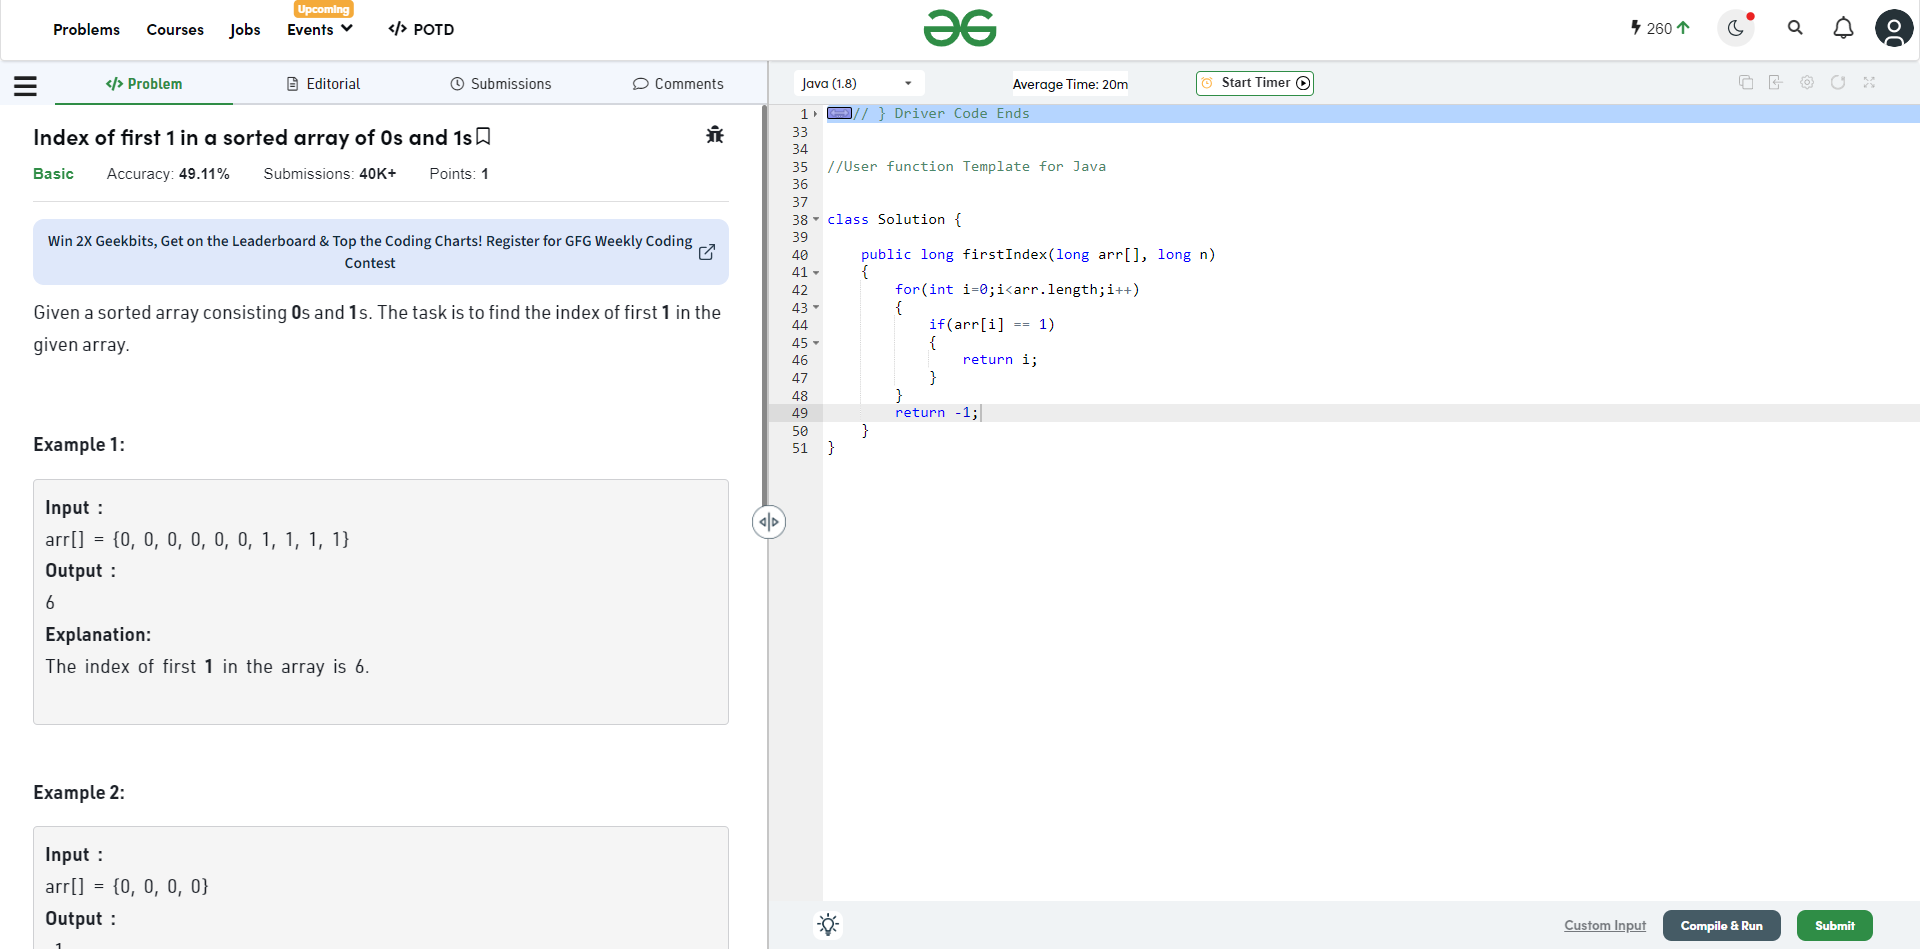 Upcoming
Problems Courses Jobs Events </> POTD 260
</> Problem Editorial Submissions Comments
Java (1.8) Average Time: 20m Start Timer
Index of first 1 in a sorted array of 0s and 1s
Basic Accuracy: 49.11% Submissions: 40K+ Points: 1
Win 2X Geekbits, Get on the Leaderboard & Top the Coding Charts! Register for GFG Weekly Coding
Contest
Given a sorted array consisting 0s and 1s. The task is to find the index of first 1 in the
given array.
Example 1:
Input :
arr[] = {0, 0, 0, 0, 0, 0, 1, 1, 1, 1}
Output :
6
Explanation:
The index of first 1 in the array is 6.
Example 2:
Input :
arr[] = {0, 0, 0, 0}
Output :
-1
1 // } Driver Code Ends
33
34
35 //User function Template for Java
36
37
38 class Solution {
39
40 public long firstIndex(long arr[], long n)
41 {
42 for(int i=0;i<arr.length;i++)
43 {
44 if(arr[i] == 1)
45 {
46 return i;
47 }
48 }
49 return -1;
50 }
51 }
Custom Input Compile & Run Submit